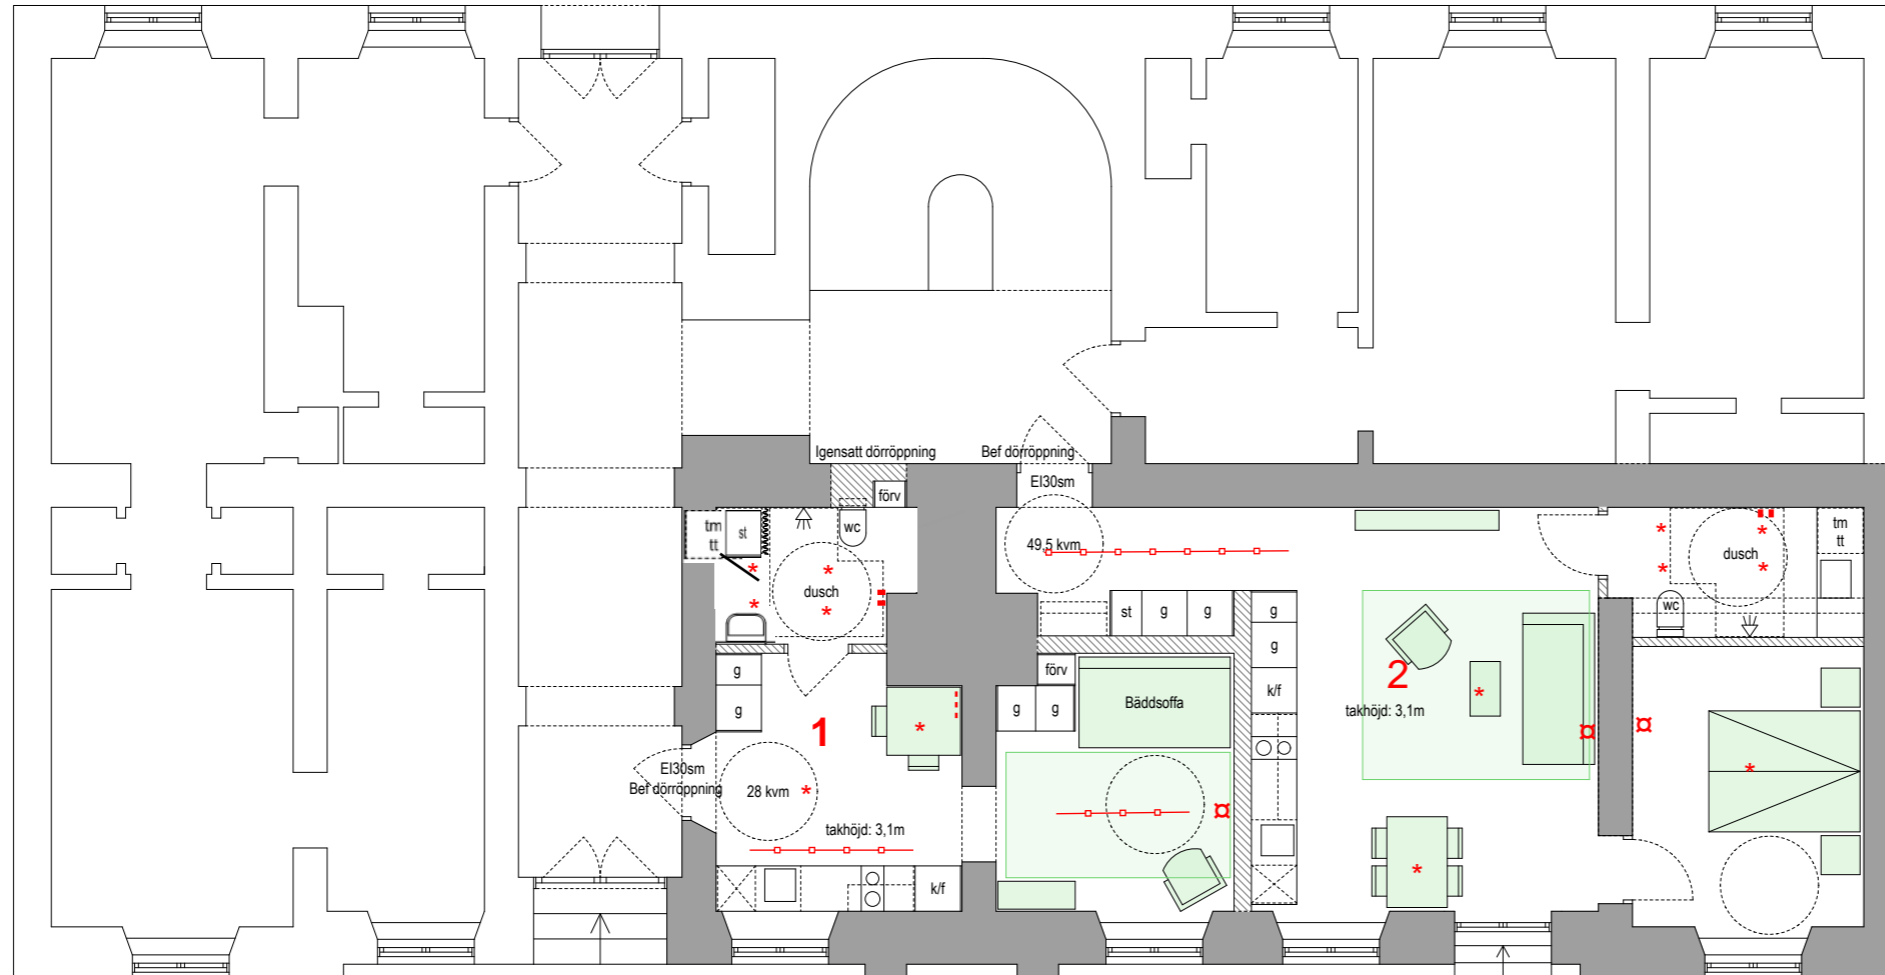 Igensatt dörröppning
Bef dörröppning
EI30sm
förv
tm
tt
st
wc
dusch
49,5 kvm
st
g
g
g
g
k/f
tm
tt
dusch
wc
g
g
förv
g
g
Bäddsoffa
1
2
takhöjd: 3,1m
EI30sm
Bef dörröppning
28 kvm
takhöjd: 3,1m
k/f